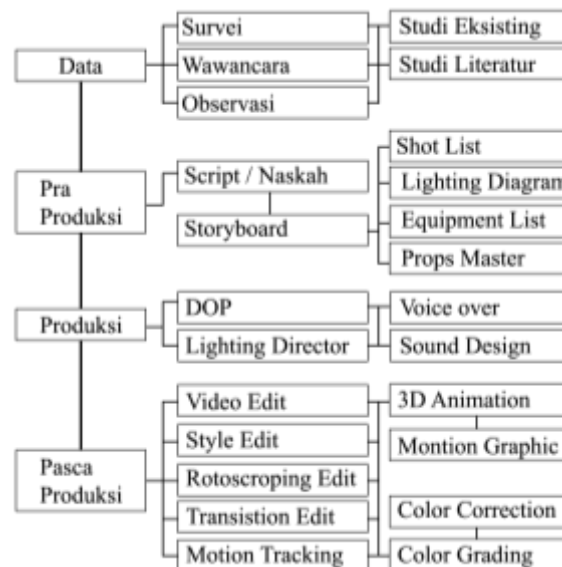 Data
Survei
Wawancara
Observasi
Studi Eksisting
Studi Literatur
Pra
Produksi
Script / Naskah
Storyboard
Shot List
Lighting Diagram
Equipment List
Props Master
Produksi
DOP
Lighting Director
Voice over
Sound Design
Pasca
Produksi
Video Edit
Style Edit
Rotoscroping Edit
Transistion Edit
Motion Tracking
3D Animation
Montion Graphic
Color Correction
Color Grading